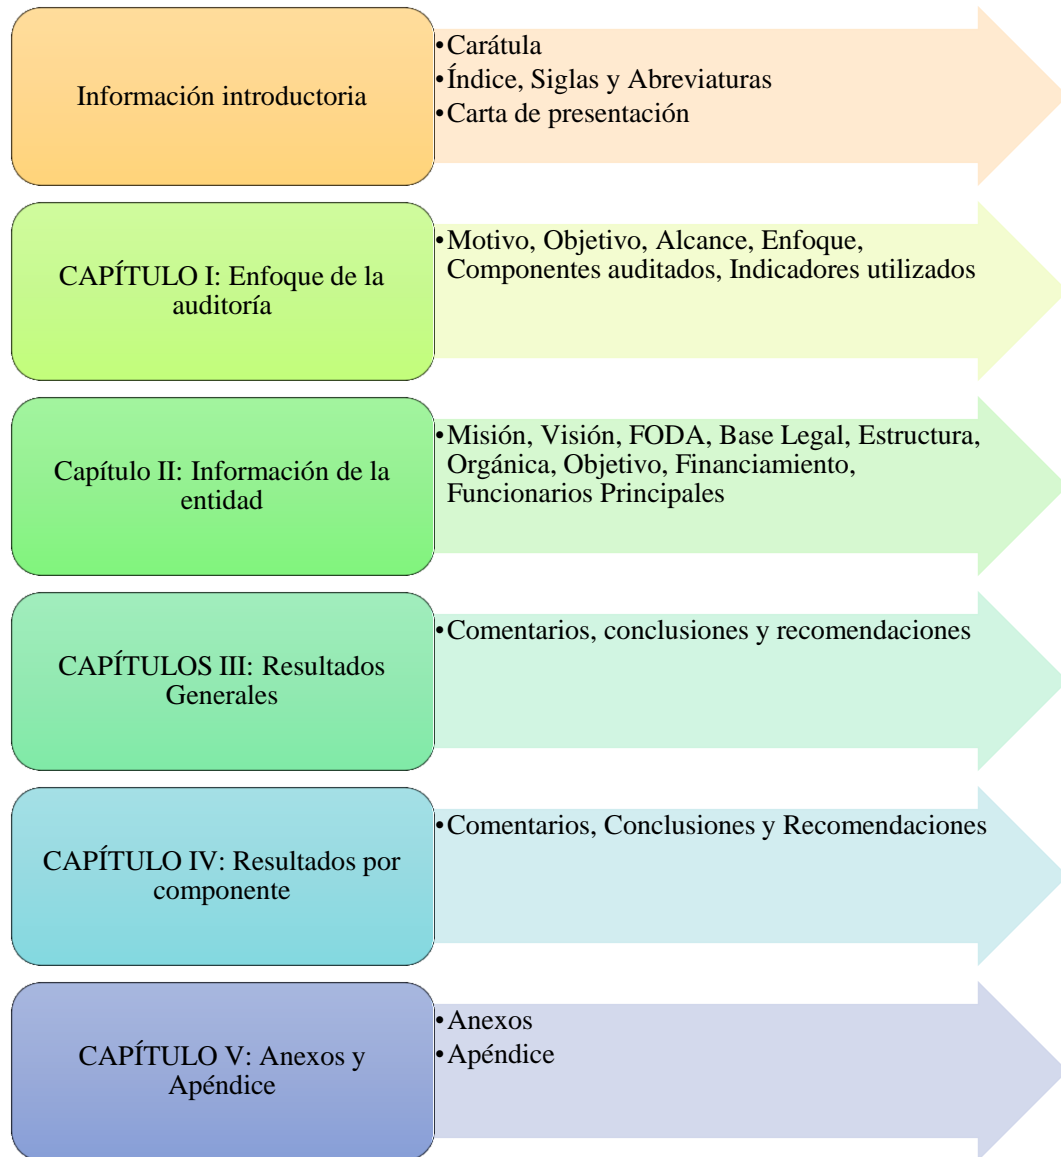 Información introductoria
•Carátula
•Índice, Siglas y Abreviaturas
•Carta de presentación
CAPÍTULO I: Enfoque de la
auditoría
•Motivo, Objetivo, Alcance, Enfoque,
Componentes auditados, Indicadores utilizados
Capítulo II: Información de la
entidad
•Misión, Visión, FODA, Base Legal, Estructura,
Orgánica, Objetivo, Financiamiento,
Funcionarios Principales
CAPÍTULOS III: Resultados
Generales
•Comentarios, conclusiones y recomendaciones
CAPÍTULO IV: Resultados por
componente
•Comentarios, Conclusiones y Recomendaciones
CAPÍTULO V: Anexos y
Apéndice
•Anexos
•Apéndice